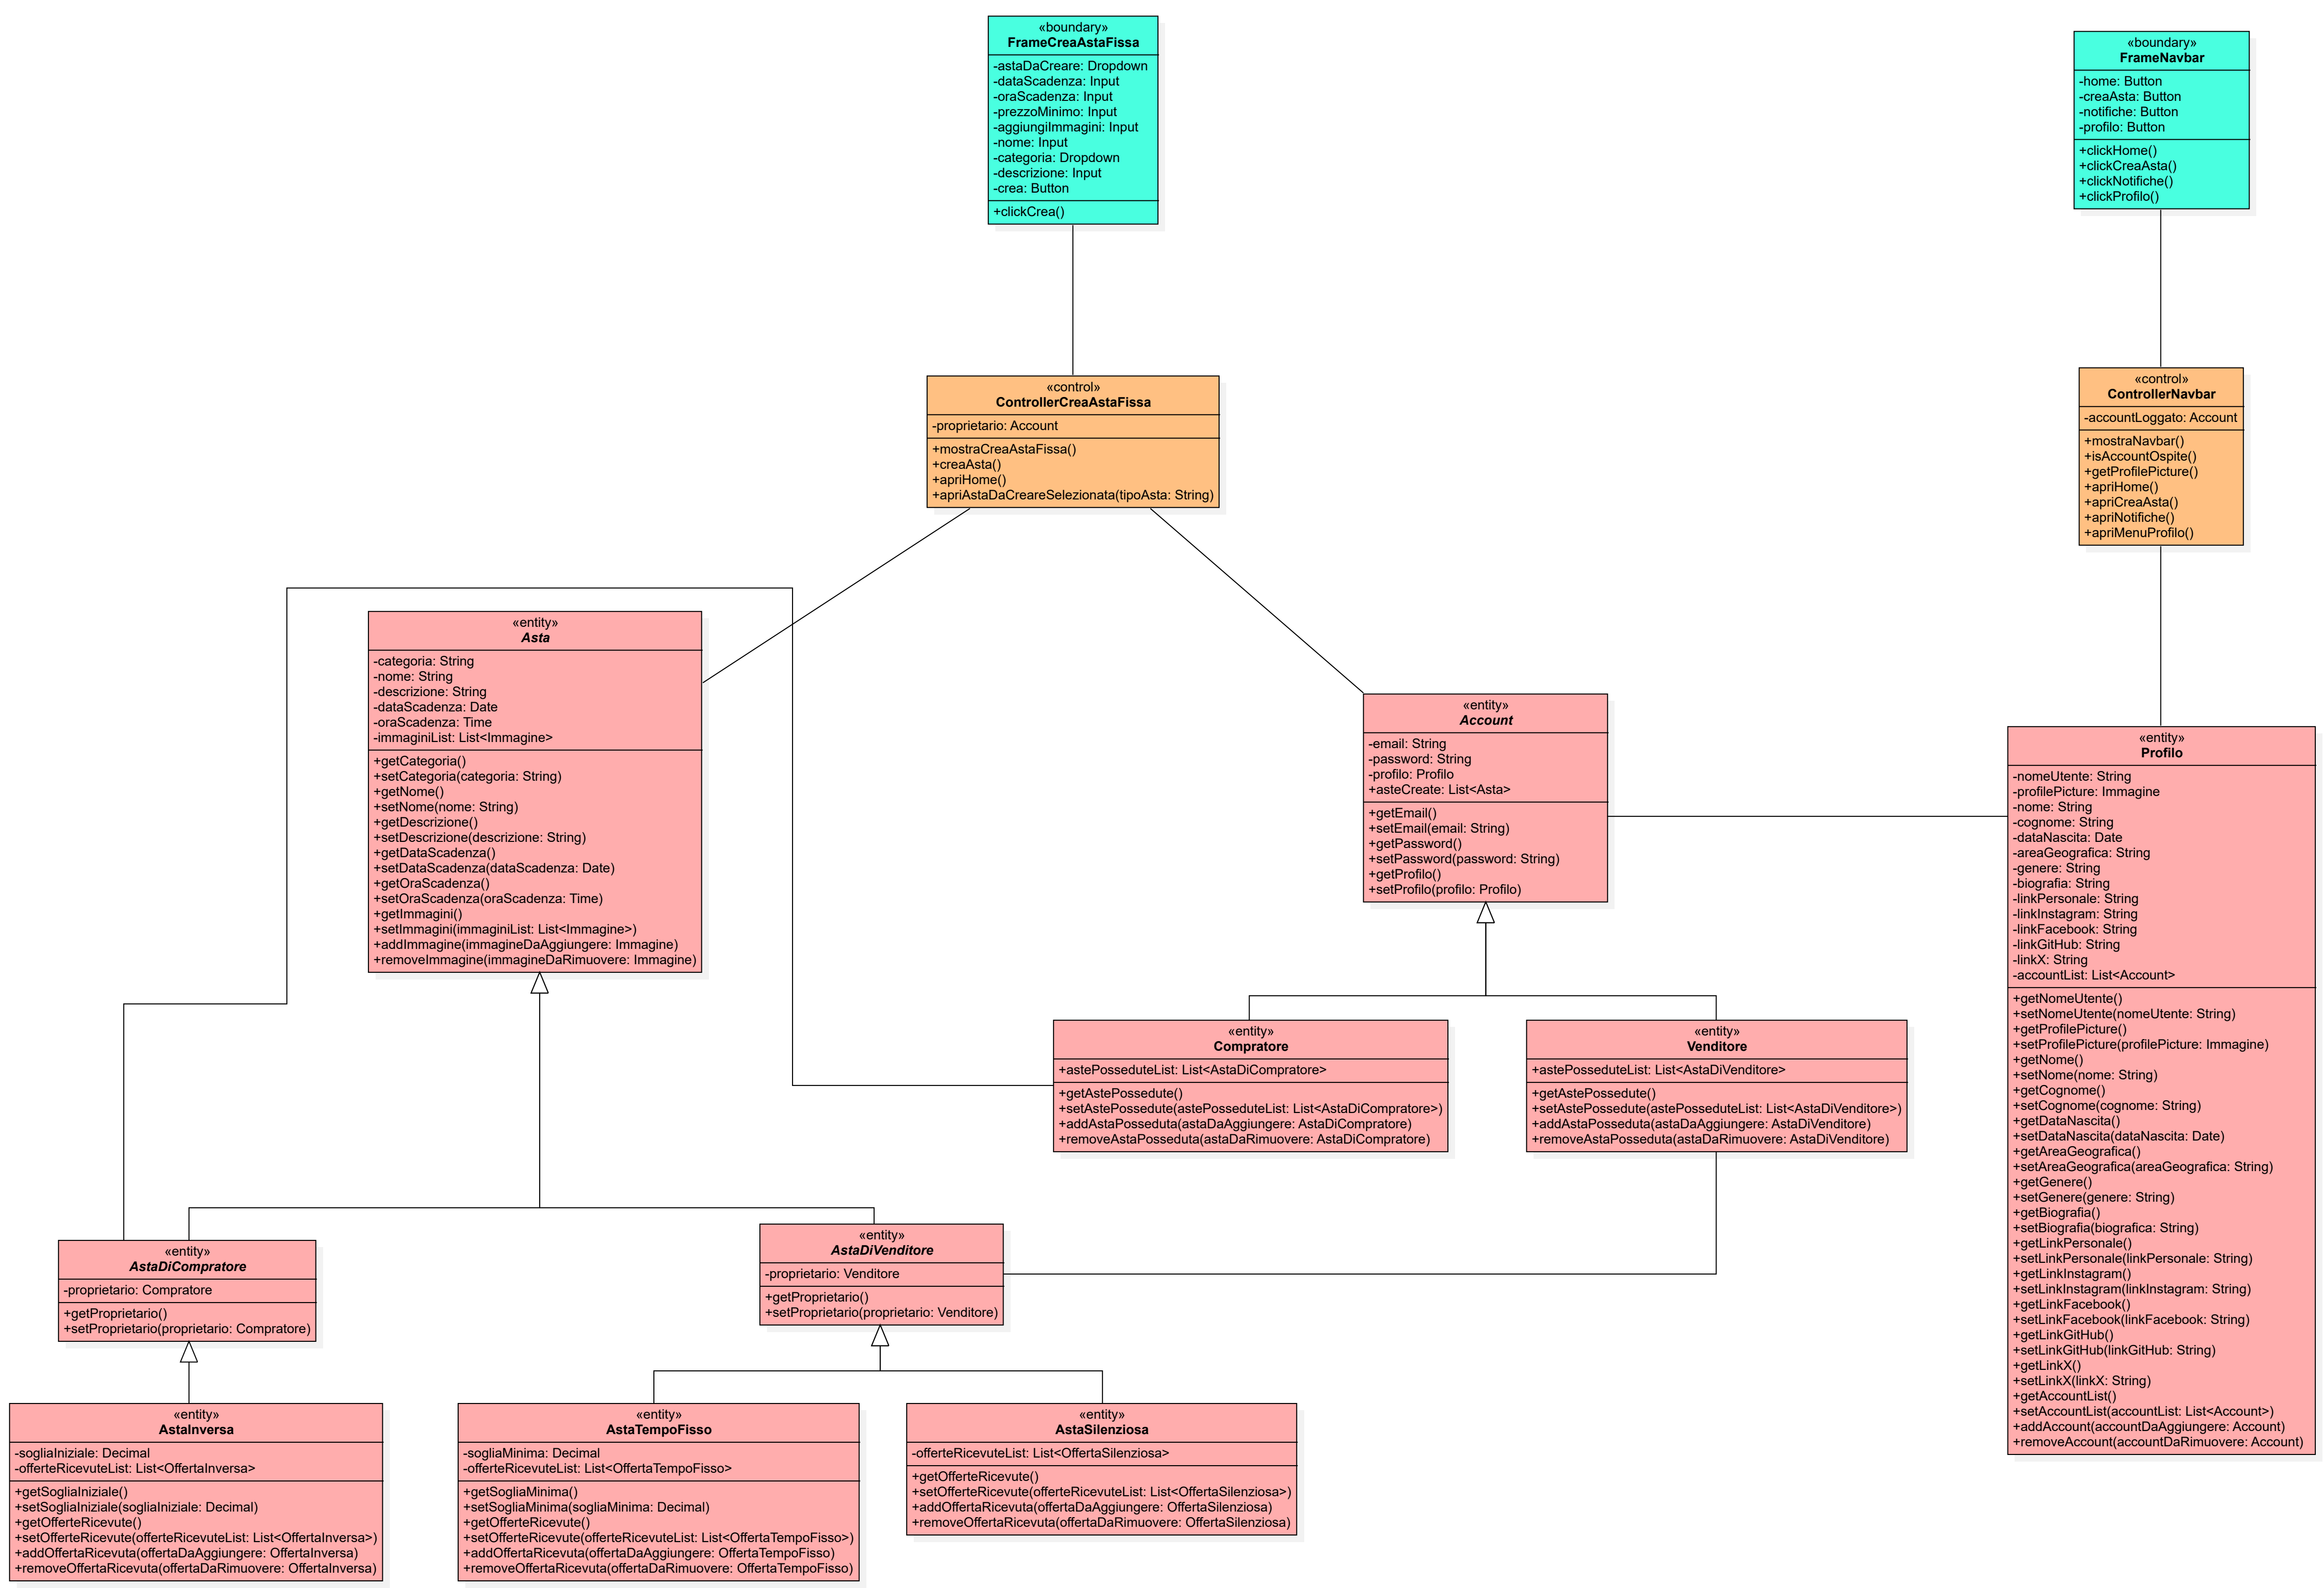 «boundary»
FrameCreaAstaFissa
-astaDaCreare: Dropdown
-dataScadenza: Input
-oraScadenza: Input
-prezzoMinimo: Input
-aggiungiImmagini: Input
-nome: Input
-categoria: Dropdown
-descrizione: Input
-crea: Button
+clickCrea()
«boundary»
FrameNavbar
-home: Button
-creaAsta: Button
-notifiche: Button
-profilo: Button
+clickHome()
+clickCreaAsta()
+clickNotifiche()
+clickProfilo()
«control»
ControllerCreaAstaFissa
-proprietario: Account
+mostraCreaAstaFissa()
+creaAsta()
+apriHome()
+apriAstaDaCreareSelezionata(tipoAsta: String)
«control»
ControllerNavbar
-accountLoggato: Account
+mostraNavbar()
+isAccountOspite()
+getProfilePicture()
+apriHome()
+apriCreaAsta()
+apriNotifiche()
+apriMenuProfilo()
«entity»
Asta
-categoria: String
-nome: String
-descrizione: String
-dataScadenza: Date
-oraScadenza: Time
-immaginiList: List<Immagine>
+getCategoria()
+setCategoria(categoria: String)
+getNome()
+setNome(nome: String)
+getDescrizione()
+setDescrizione(descrizione: String)
+getDataScadenza()
+setDataScadenza(dataScadenza: Date)
+getOraScadenza()
+setOraScadenza(oraScadenza: Time)
+getImmagini()
+setImmagini(immaginiList: List<Immagine>)
+addImmagine(immagineDaAggiungere: Immagine)
+removeImmagine(immagineDaRimuovere: Immagine)
«entity»
Account
-email: String
-password: String
-profilo: Profilo
+asteCreate: List<Asta>
+getEmail()
+setEmail(email: String)
+getPassword()
+setPassword(password: String)
+getProfilo()
+setProfilo(profilo: Profilo)
«entity»
Profilo
-nomeUtente: String
-profilePicture: Immagine
-nome: String
-cognome: String
-dataNascita: Date
-areaGeografica: String
-genere: String
-biografia: String
-linkPersonale: String
-linkInstagram: String
-linkFacebook: String
-linkGitHub: String
-linkX: String
-accountList: List<Account>
+getNomeUtente()
+setNomeUtente(nomeUtente: String)
+getProfilePicture()
+setProfilePicture(profilePicture: Immagine)
+getNome()
+setNome(nome: String)
+getCognome()
+setCognome(cognome: String)
+getDataNascita()
+setDataNascita(dataNascita: Date)
+getAreaGeografica()
+setAreaGeografica(areaGeografica: String)
+getGenere()
+setGenere(genere: String)
+getBiografia()
+setBiografia(biografica: String)
+getLinkPersonale()
+setLinkPersonale(linkPersonale: String)
+getLinkInstagram()
+setLinkInstagram(linkInstagram: String)
+getLinkFacebook()
+setLinkFacebook(linkFacebook: String)
+getLinkGitHub()
+setLinkGitHub(linkGitHub: String)
+getLinkX()
+setLinkX(linkX: String)
+getAccountList()
+setAccountList(accountList: List<Account>)
+addAccount(accountDaAggiungere: Account)
+removeAccount(accountDaRimuovere: Account)
«entity»
Compratore
+astePosseduteList: List<AstaDiCompratore>
+getAstePossedute()
+setAstePossedute(astePosseduteList: List<AstaDiCompratore>)
+addAstaPosseduta(astaDaAggiungere: AstaDiCompratore)
+removeAstaPosseduta(astaDaRimuovere: AstaDiCompratore)
«entity»
Venditore
+astePosseduteList: List<AstaDiVenditore>
+getAstePossedute()
+setAstePossedute(astePosseduteList: List<AstaDiVenditore>)
+addAstaPosseduta(astaDaAggiungere: AstaDiVenditore)
+removeAstaPosseduta(astaDaRimuovere: AstaDiVenditore)
«entity»
AstaDiCompratore
-proprietario: Compratore
+getProprietario()
+setProprietario(proprietario: Compratore)
«entity»
AstaDiVenditore
-proprietario: Venditore
+getProprietario()
+setProprietario(proprietario: Venditore)
«entity»
AstaInversa
-sogliaIniziale: Decimal
-offerteRicevuteList: List<OffertaInversa>
+getSogliaIniziale()
+setSogliaIniziale(sogliaIniziale: Decimal)
+getOfferteRicevute()
+setOfferteRicevute(offerteRicevuteList: List<OffertaInversa>)
+addOffertaRicevuta(offertaDaAggiungere: OffertaInversa)
+removeOffertaRicevuta(offertaDaRimuovere: OffertaInversa)
«entity»
AstaTempoFisso
-sogliaMinima: Decimal
-offerteRicevuteList: List<OffertaTempoFisso>
+getSogliaMinima()
+setSogliaMinima(sogliaMinima: Decimal)
+getOfferteRicevute()
+setOfferteRicevute(offerteRicevuteList: List<OffertaTempoFisso>)
+addOffertaRicevuta(offertaDaAggiungere: OffertaTempoFisso)
+removeOffertaRicevuta(offertaDaRimuovere: OffertaTempoFisso)
«entity»
AstaSilenziosa
-offerteRicevuteList: List<OffertaSilenziosa>
+getOfferteRicevute()
+setOfferteRicevute(offerteRicevuteList: List<OffertaSilenziosa>)
+addOffertaRicevuta(offertaDaAggiungere: OffertaSilenziosa)
+removeOffertaRicevuta(offertaDaRimuovere: OffertaSilenziosa)